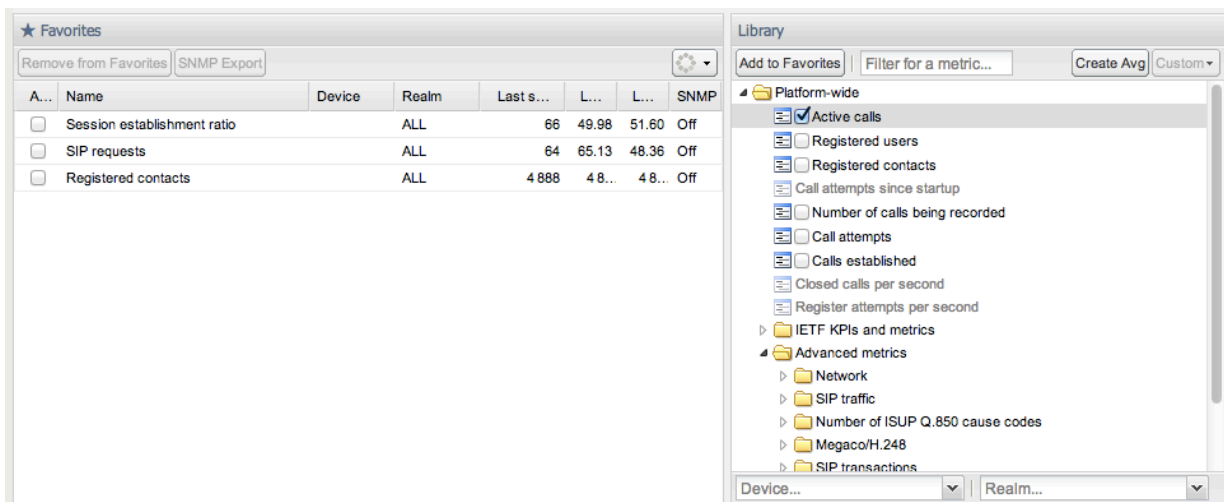 Favorites
Remove from Favorites SNMP Export
A... Name Device Realm Last s... L... L... SNMP
Session establishment ratio ALL 66 49.98 51.60 Off
SIP requests ALL 64 65.13 48.36 Off
Registered contacts ALL 4 888 4 8... 4 8... Off
Library
Add to Favorites Filter for a metric... Create Avg Custom
Platform-wide
Active calls
Registered users
Registered contacts
Call attempts since startup
Number of calls being recorded
Call attempts
Calls established
Closed calls per second
Register attempts per second
IETF KPIs and metrics
Advanced metrics
Network
SIP traffic
Number of ISUP Q.850 cause codes
Megaco/H.248
SIP transactions
Device... Realm...